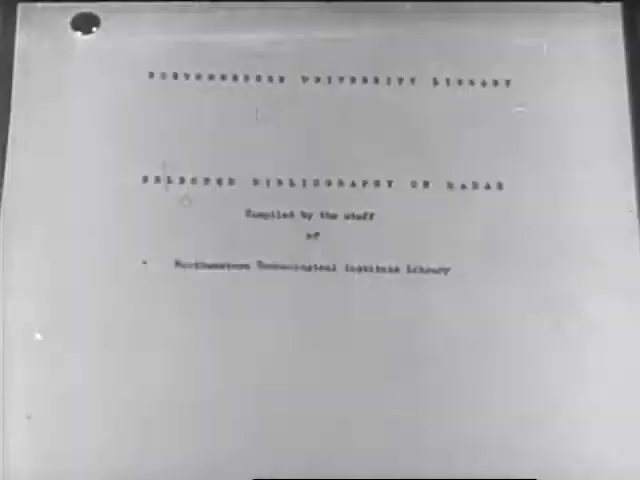 NORTHWESTERN UNIVERSITY LIBRARY
SELECTED BIBLIOGRAPHY ON RADAR
Compiled by the staff
of
Northwestern Technological Institute Library